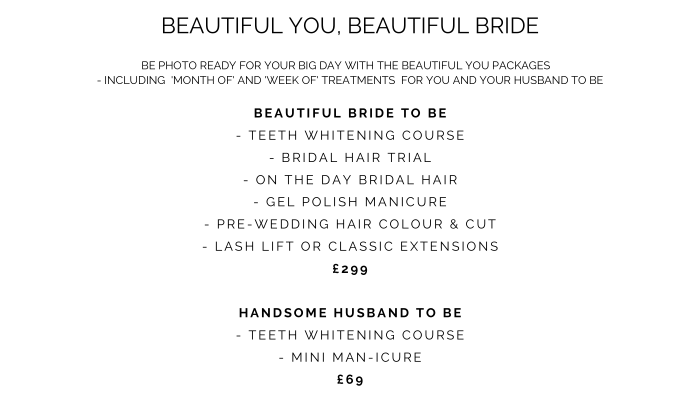 BEAUTIFUL YOU, BEAUTIFUL BRIDE
BE PHOTO READY FOR YOUR BIG DAY WITH THE BEAUTIFUL YOU PACKAGES
- INCLUDING 'MONTH OF' AND 'WEEK OF' TREATMENTS FOR YOU AND YOUR HUSBAND TO BE
BEAUTIFUL BRIDE TO BE
- TEETH WHITENING COURSE
- BRIDAL HAIR TRIAL
- ON THE DAY BRIDAL HAIR
- GEL POLISH MANICURE
- PRE-WEDDING HAIR COLOUR & CUT
- LASH LIFT OR CLASSIC EXTENSIONS
£299
HANDSOME HUSBAND TO BE
- TEETH WHITENING COURSE
- MINI MAN-ICURE
£69